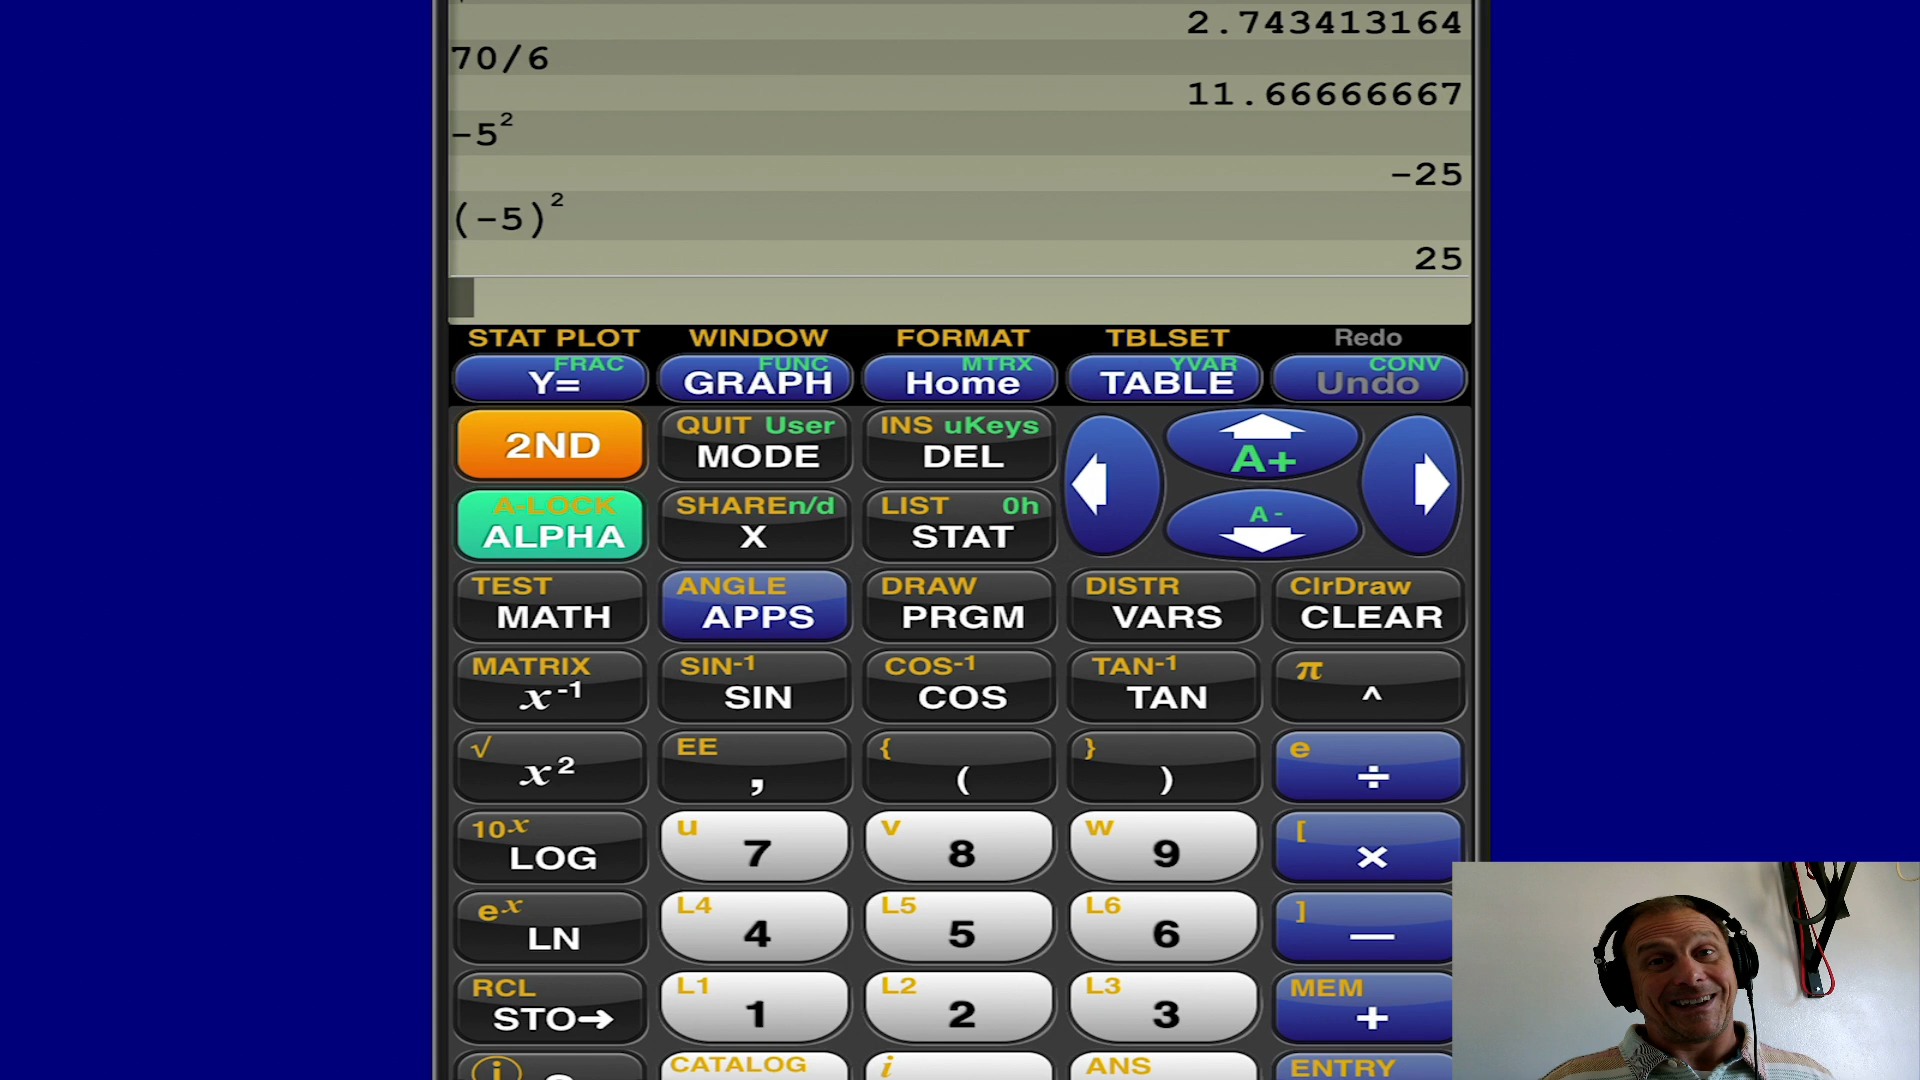 2.743413164
70/6
11.66666667
-5²
-25
(-5)²
25
STAT PLOT WINDOW FORMAT TBLSET Redo
FRAC FUNC MTRX YVAR CONV
Y= GRAPH Home TABLE Undo
QUIT User INS uKeys
2ND MODE DEL A+
A-LOCK SHARE n/d LIST 0h A-
ALPHA X STAT
TEST ANGLE DRAW DISTR ClrDraw
MATH APPS PRGM VARS CLEAR
MATRIX SIN⁻¹ COS⁻¹ TAN⁻¹ π
x⁻¹ SIN COS TAN ^
√ EE { } e
x² , ( ) ÷
10ˣ u v w [
LOG 7 8 9 ×
eˣ L4 L5 L6 ]
LN 4 5 6 —
RCL L1 L2 L3 MEM
STO→ 1 2 3 +
i CATALOG i ANS ENTRY